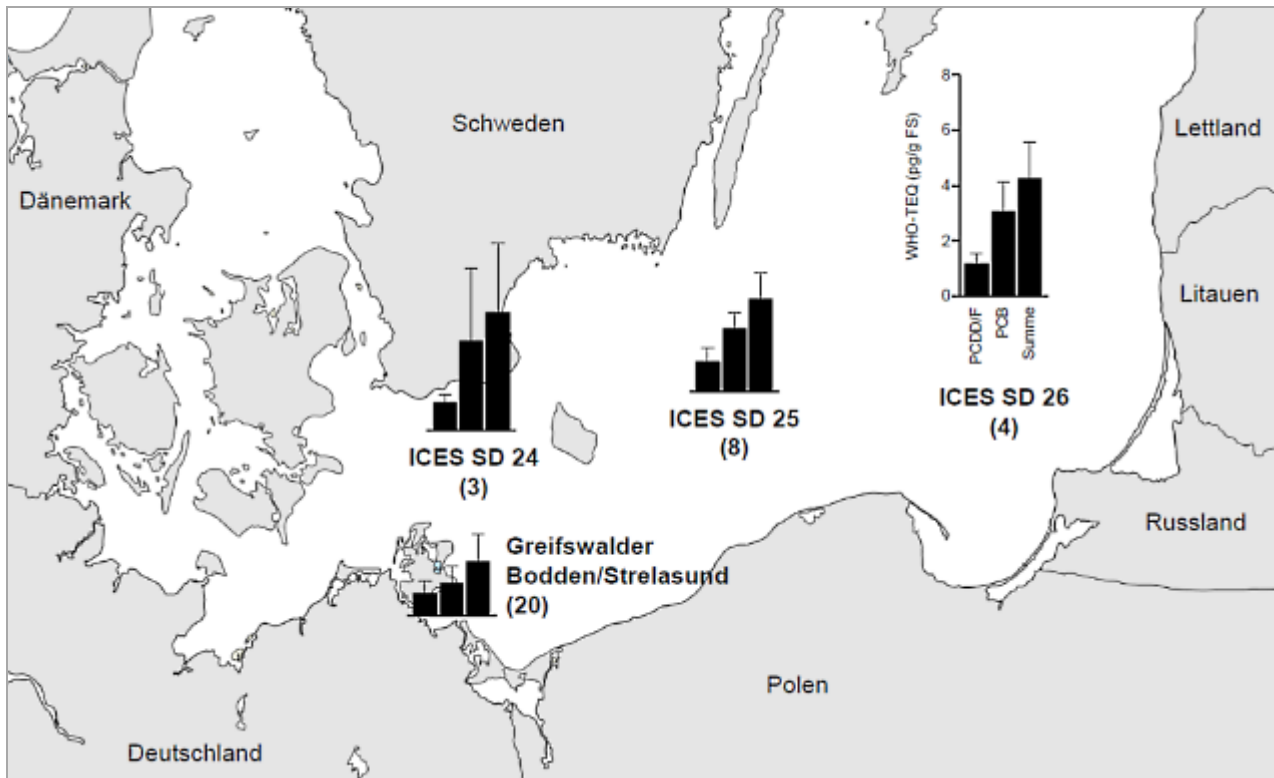 Schweden
Dänemark
Lettland
Litauen
Russland
Polen
Deutschland
WHO-TEQ (pg/g FS)
8
6
4
2
0
PCDD/F
PCB
Summe
ICES SD 26
(4)
ICES SD 25
(8)
ICES SD 24
(3)
Greifswalder
Bodden/Strelasund
(20)